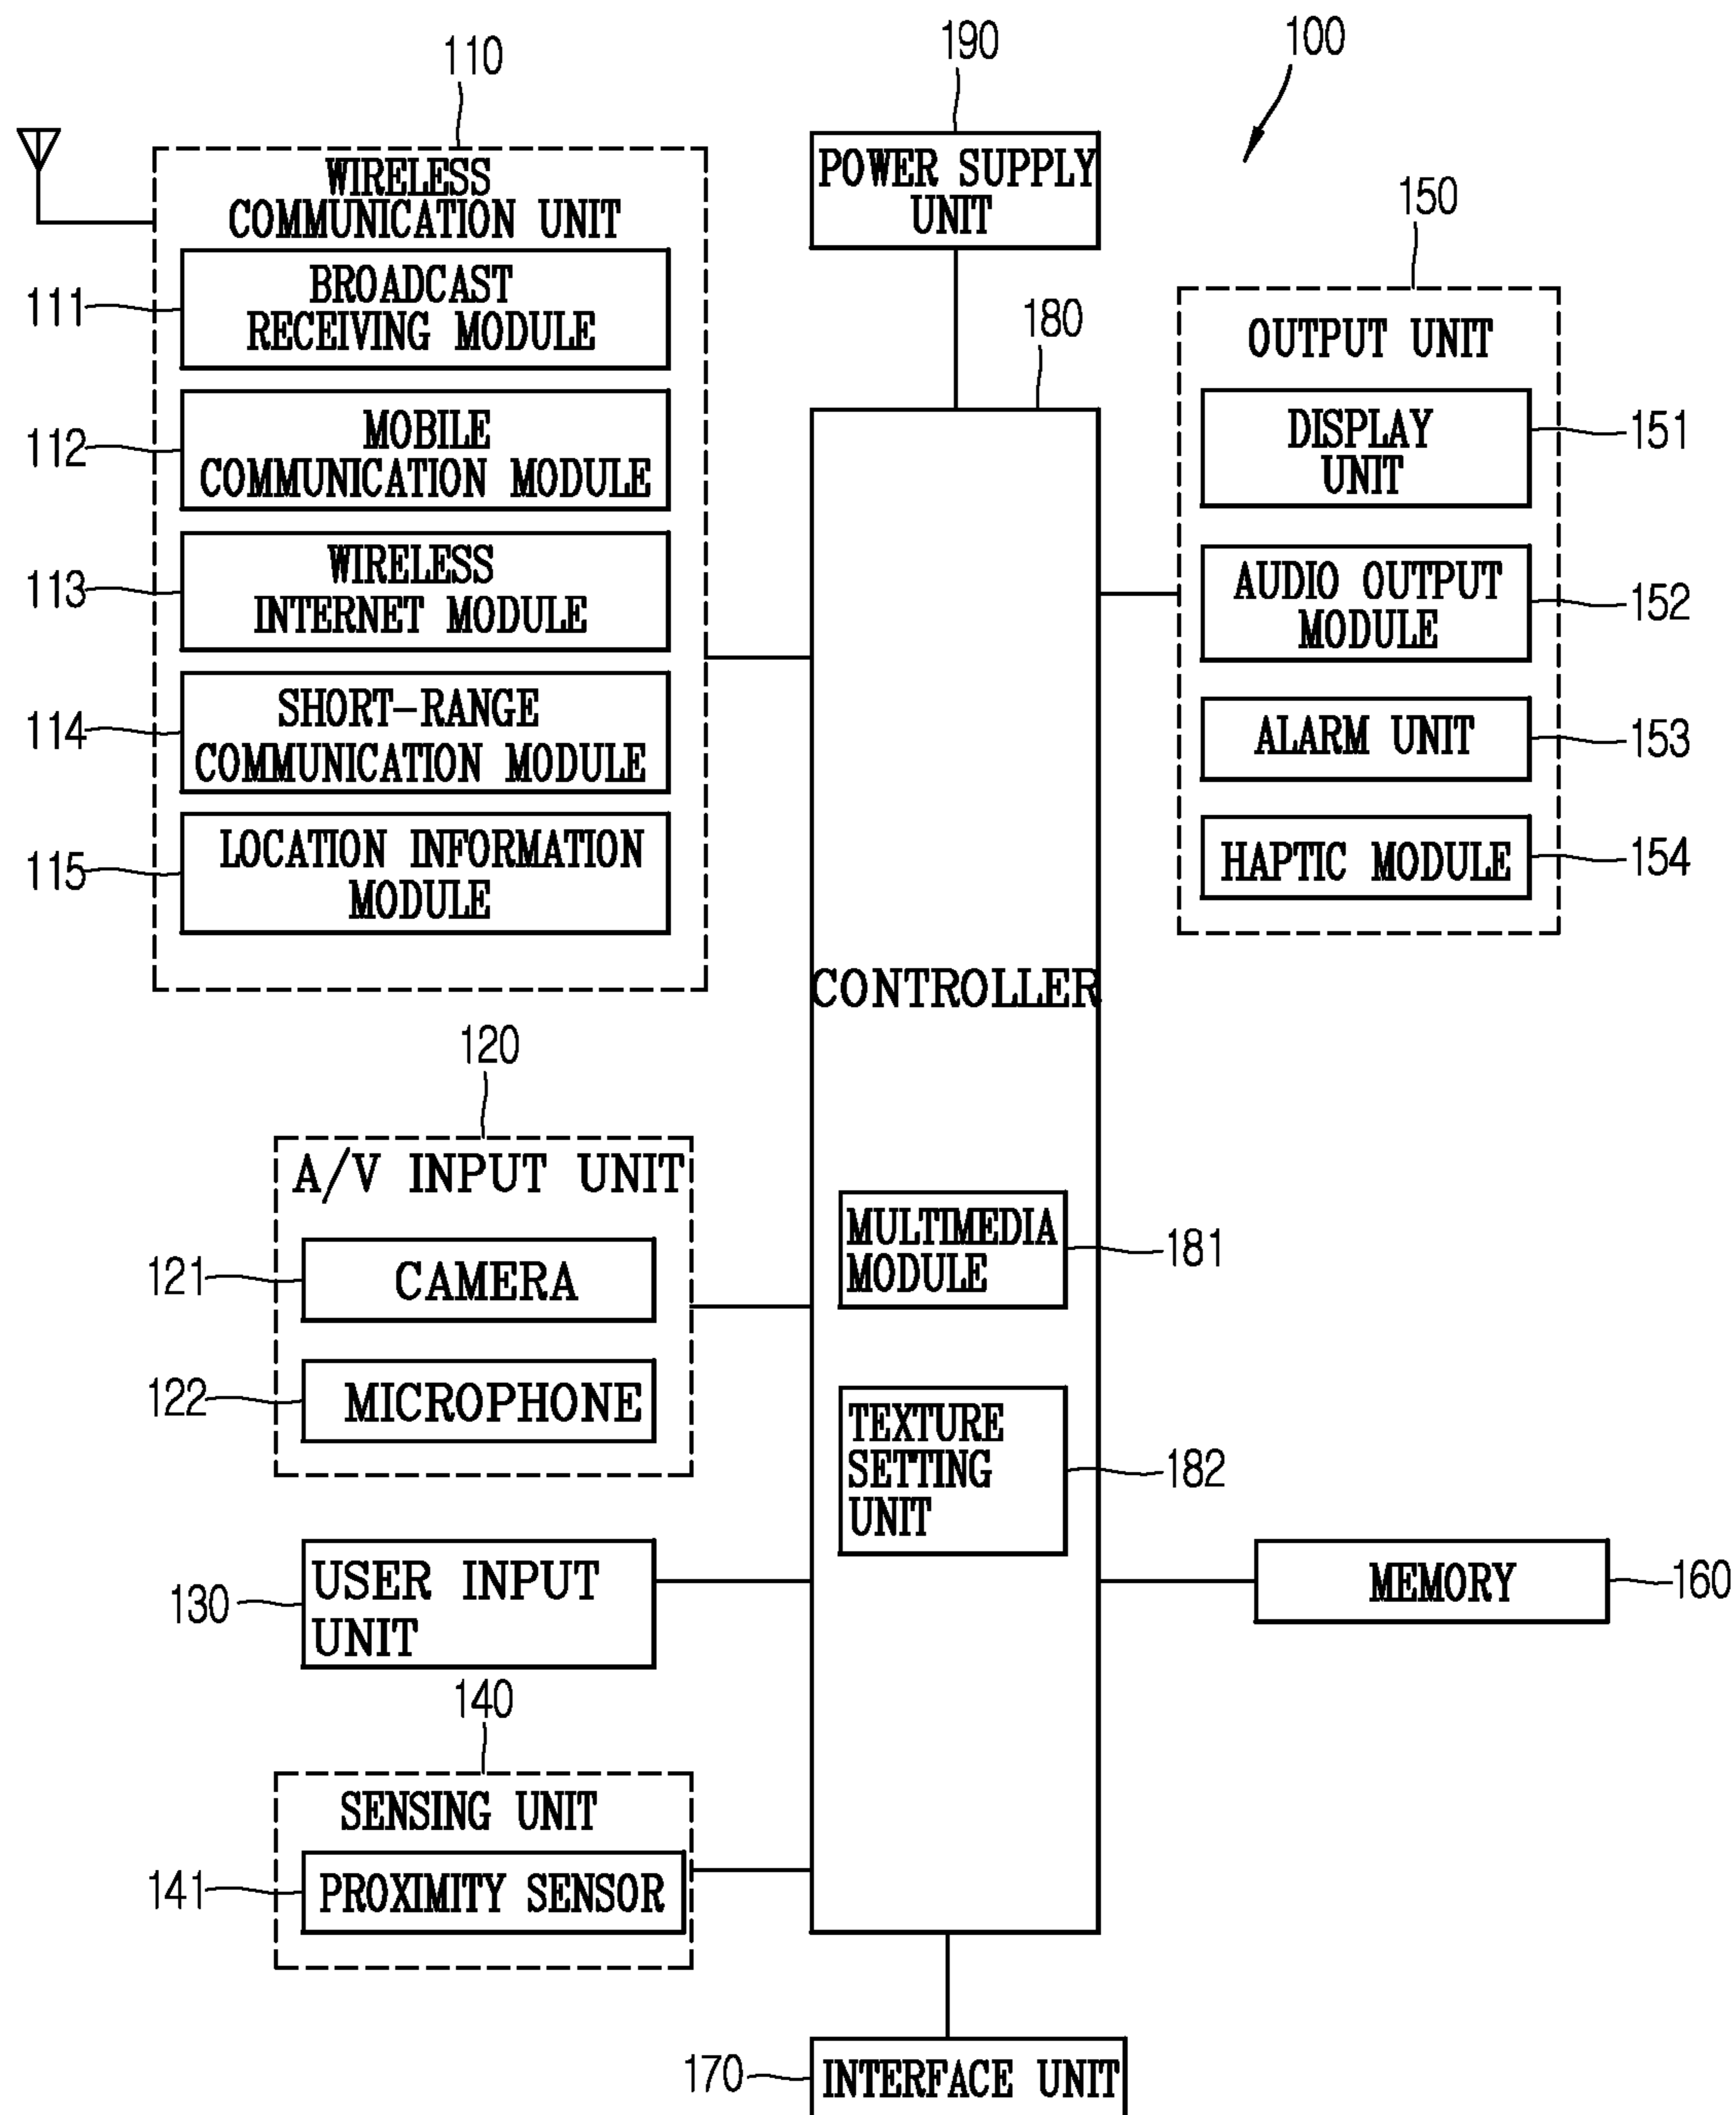 100
110
WIRELESS
COMMUNICATION UNIT
111
BROADCAST
RECEIVING MODULE
112
MOBILE
COMMUNICATION MODULE
113
WIRELESS
INTERNET MODULE
114
SHORT-RANGE
COMMUNICATION MODULE
115
LOCATION INFORMATION
MODULE
120
A/V INPUT UNIT
121
CAMERA
122
MICROPHONE
130
USER INPUT
UNIT
140
SENSING UNIT
141
PROXIMITY SENSOR
190
POWER SUPPLY
UNIT
180
CONTROLLER
MULTIMEDIA
MODULE
181
TEXTURE
SETTING
UNIT
182
170
INTERFACE UNIT
150
OUTPUT UNIT
DISPLAY
UNIT
151
AUDIO OUTPUT
MODULE
152
ALARM UNIT
153
HAPTIC MODULE
154
MEMORY
160